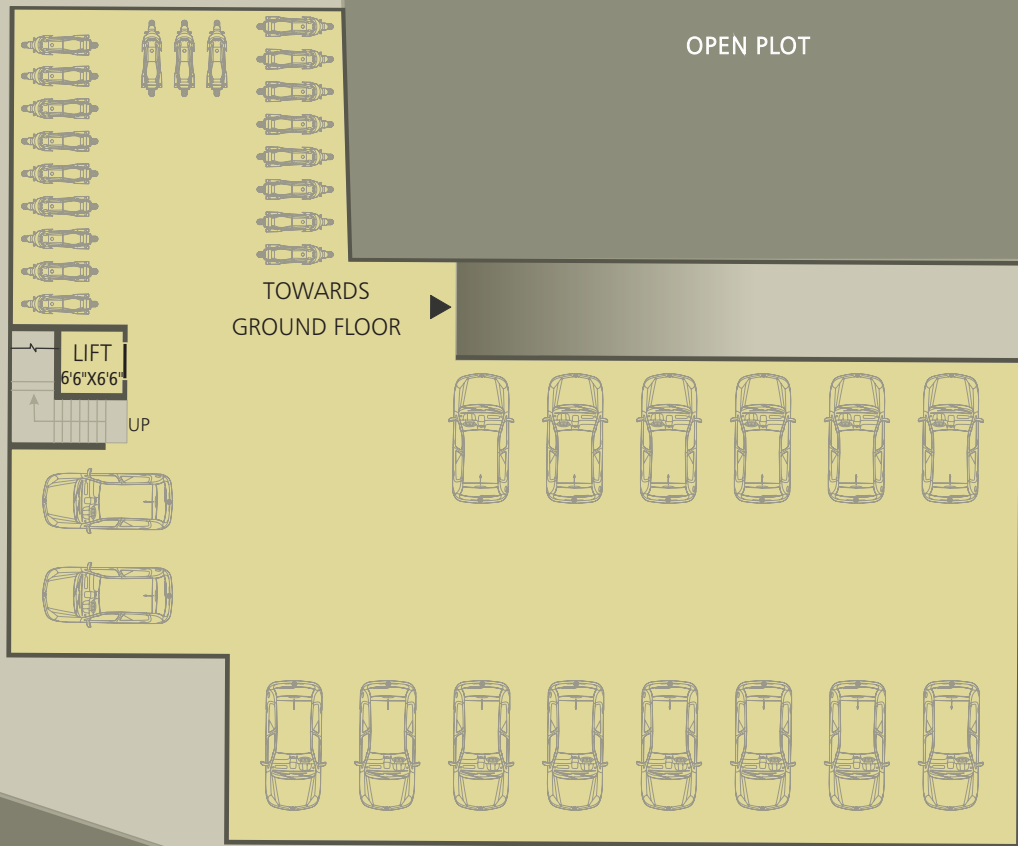 OPEN PLOT
TOWARDS
GROUND FLOOR
LIFT
6'6"X6'6"
UP